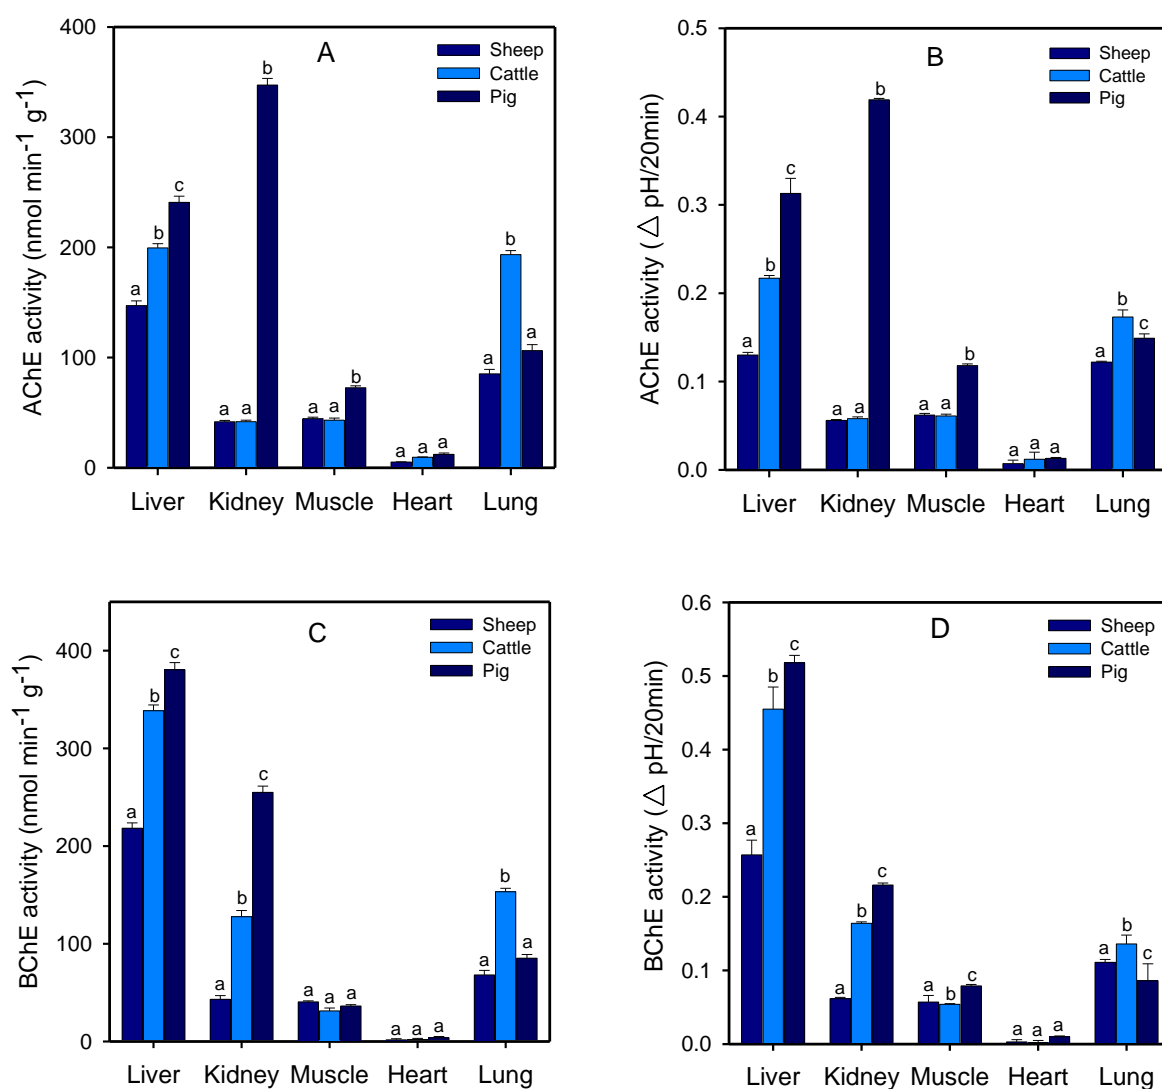 A
Sheep
Cattle
Pig
AChE activity (nmol min⁻¹ g⁻¹)
400
300
200
100
0
a b c
a a b
a a b
a a a
a b a
Liver Kidney Muscle Heart Lung
B
Sheep
Cattle
Pig
AChE activity (△ pH/20min)
0.5
0.4
0.3
0.2
0.1
0.0
a b c
a a b
a a b
a a a
a b c
Liver Kidney Muscle Heart Lung
C
Sheep
Cattle
Pig
BChE activity (nmol min⁻¹ g⁻¹)
400
300
200
100
0
a b c
a b c
a a a
a a a
a b a
Liver Kidney Muscle Heart Lung
D
Sheep
Cattle
Pig
BChE activity (△ pH/20min)
0.6
0.5
0.4
0.3
0.2
0.1
0.0
a b c
a b c
a b c
a a a
a b c
Liver Kidney Muscle Heart Lung